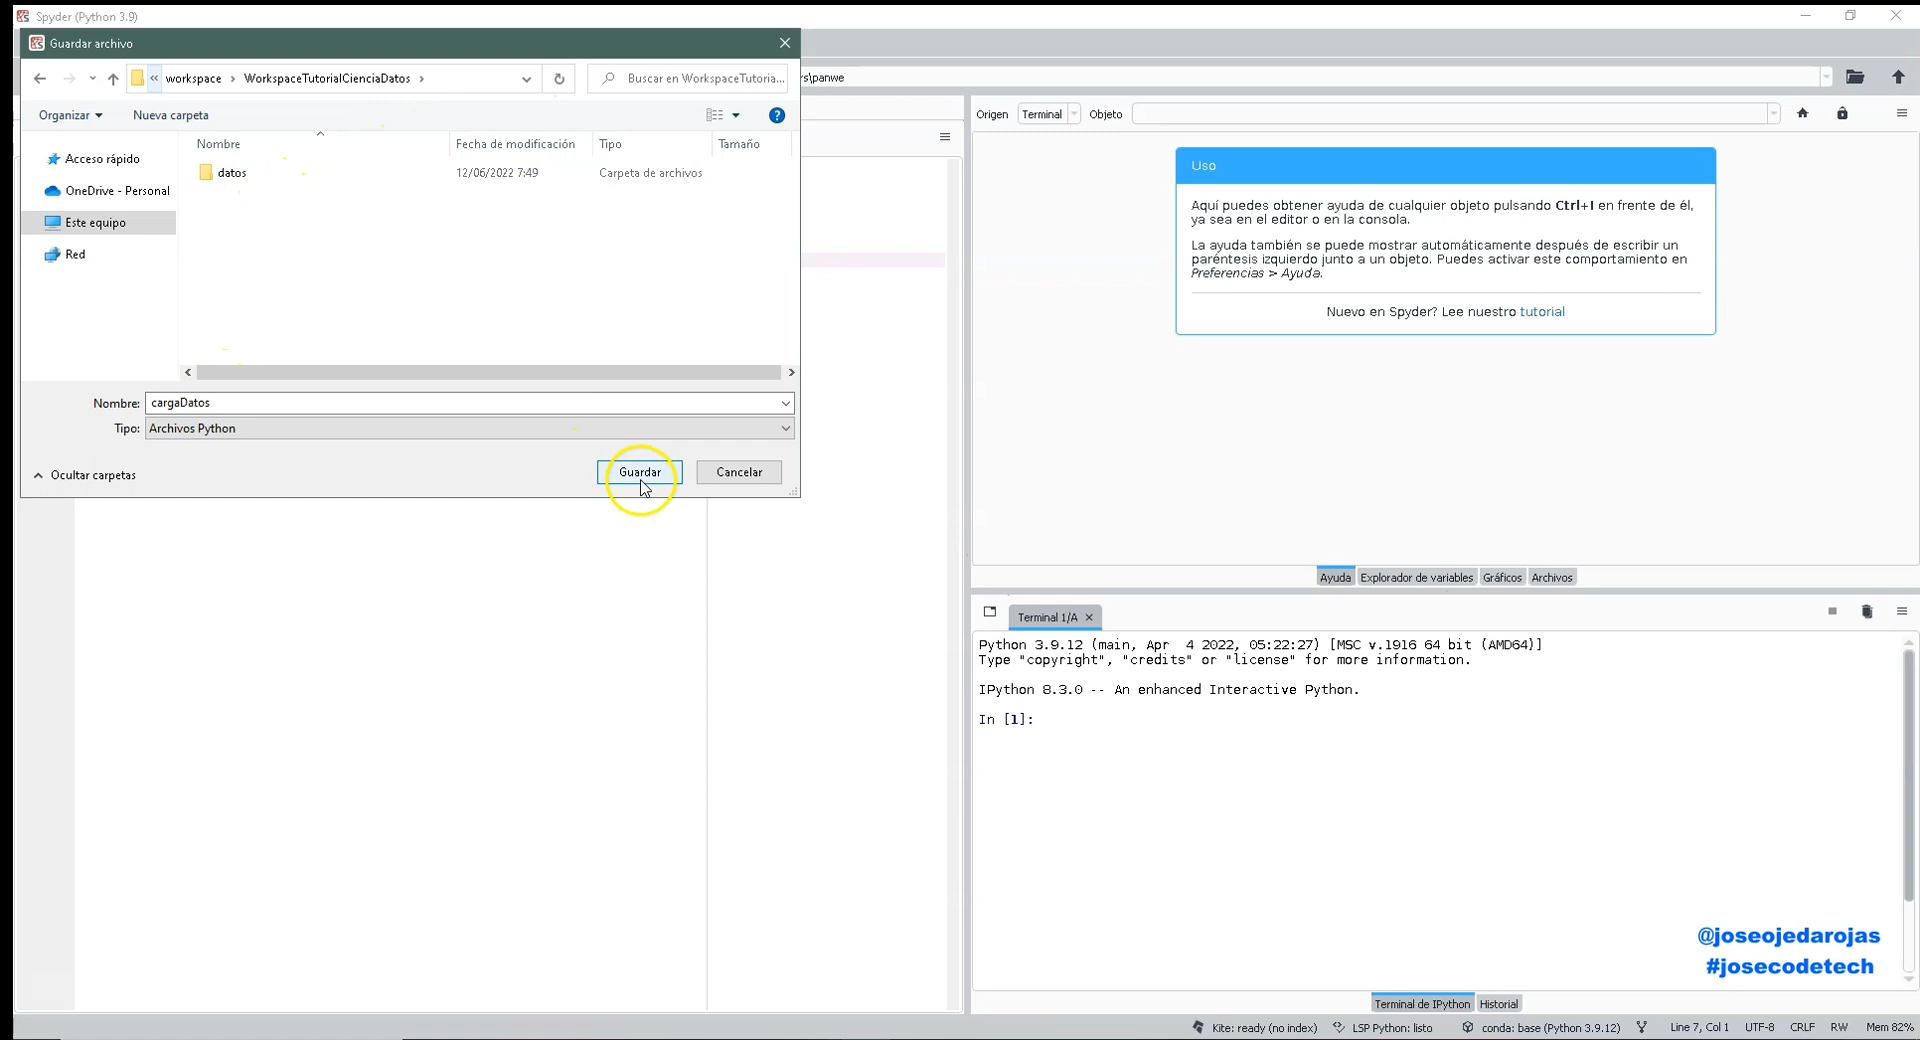 Spyder (Python 3.9)
Guardar archivo
« workspace > WorkspaceTutorialCienciaDatos >
Buscar en WorkspaceTutoria...
rs\panwe
Organizar
Nueva carpeta
Origen
Terminal
Objeto
Nombre
Fecha de modificación
Tipo
Tamaño
Acceso rápido
datos
12/06/2022 7:49
Carpeta de archivos
OneDrive - Personal
Este equipo
Red
Uso
Aquí puedes obtener ayuda de cualquier objeto pulsando Ctrl+I en frente de él,
ya sea en el editor o en la consola.
La ayuda también se puede mostrar automáticamente después de escribir un
paréntesis izquierdo junto a un objeto. Puedes activar este comportamiento en
Preferencias > Ayuda.
Nuevo en Spyder? Lee nuestro tutorial
Nombre: cargaDatos
Tipo: Archivos Python
Ocultar carpetas
Guardar
Cancelar
Ayuda
Explorador de variables
Gráficos
Archivos
Terminal 1/A
Python 3.9.12 (main, Apr  4 2022, 05:22:27) [MSC v.1916 64 bit (AMD64)]
Type "copyright", "credits" or "license" for more information.
IPython 8.3.0 -- An enhanced Interactive Python.
In [1]:
@joseojedarojas
#josecodetech
Terminal de IPython
Historial
Kite: ready (no index)
LSP Python: listo
conda: base (Python 3.9.12)
Line 7, Col 1
UTF-8
CRLF
RW
Mem 82%